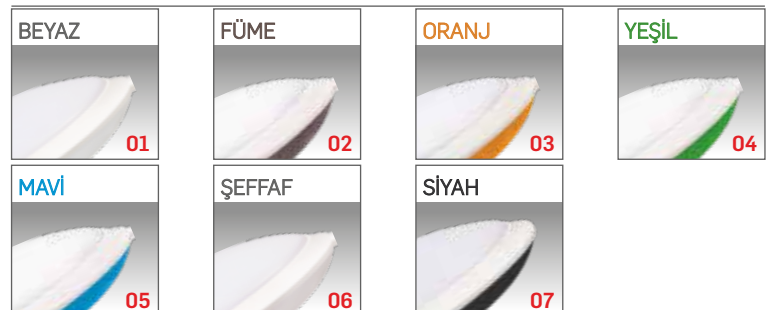 BEYAZ
01
FÜME
02
ORANJ
03
YEŞİL
04
MAVİ
05
ŞEFFAF
06
SİYAH
07